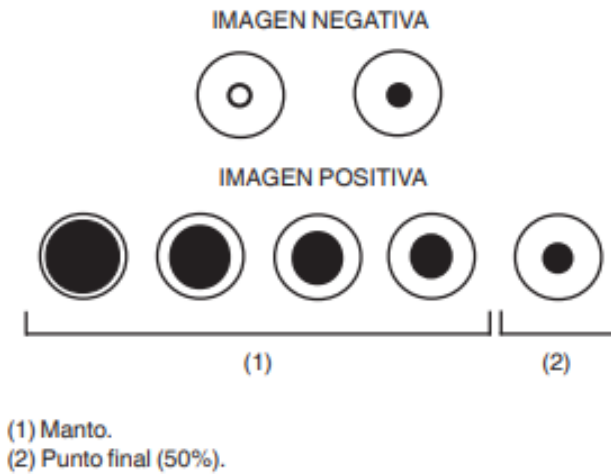 IMAGEN NEGATIVA
IMAGEN POSITIVA
(1) (2)
(1) Manto.
(2) Punto final (50%).